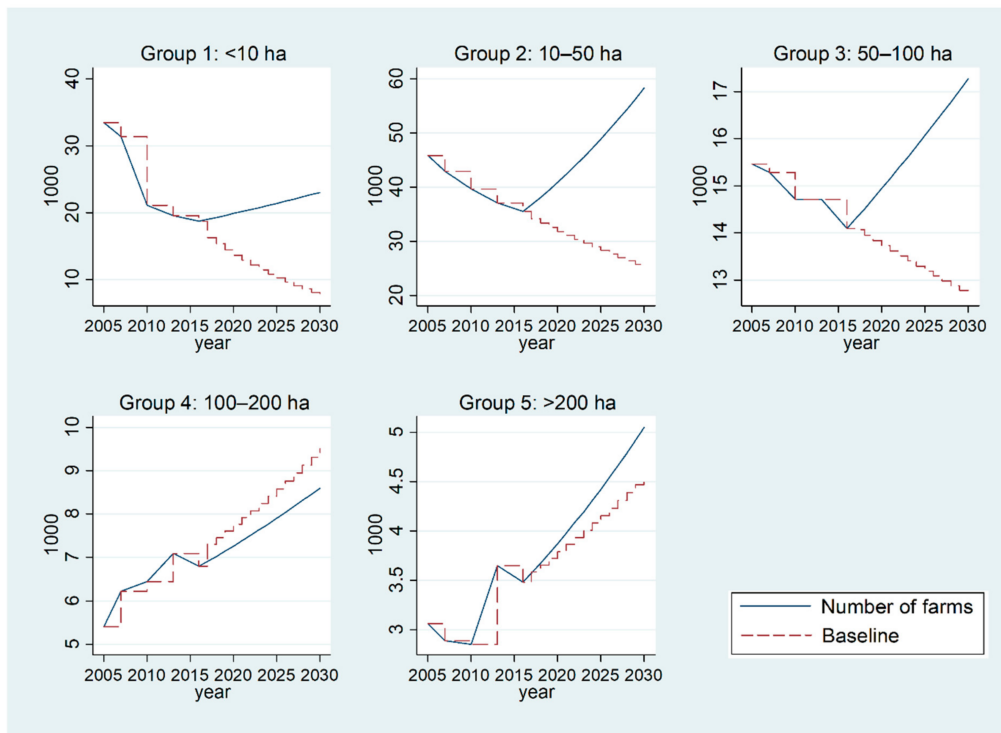 Group 1: <10 ha
40
30
20
10
1000
2005 2010 2015 2020 2025 2030
year
Group 2: 10–50 ha
60
50
40
30
20
1000
2005 2010 2015 2020 2025 2030
year
Group 3: 50–100 ha
17
16
15
14
13
1000
2005 2010 2015 2020 2025 2030
year
Group 4: 100–200 ha
10
9
8
7
6
5
1000
2005 2010 2015 2020 2025 2030
year
Group 5: >200 ha
5
4.5
4
3.5
3
1000
2005 2010 2015 2020 2025 2030
year
Number of farms
Baseline